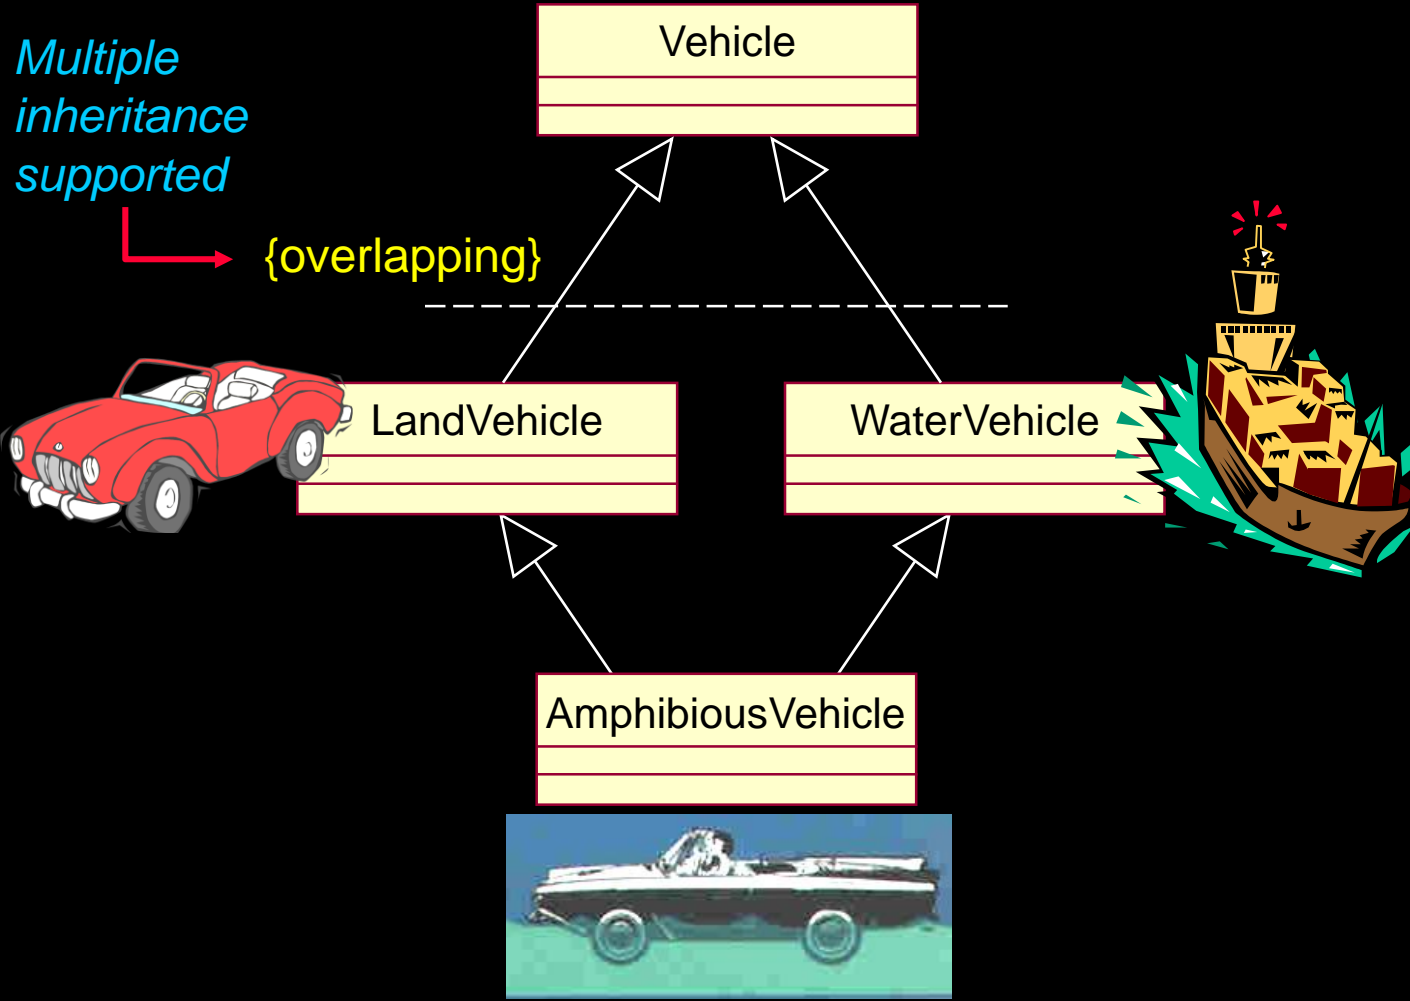 Vehicle
Multiple
inheritance
supported
{overlapping}
LandVehicle
WaterVehicle
AmphibiousVehicle